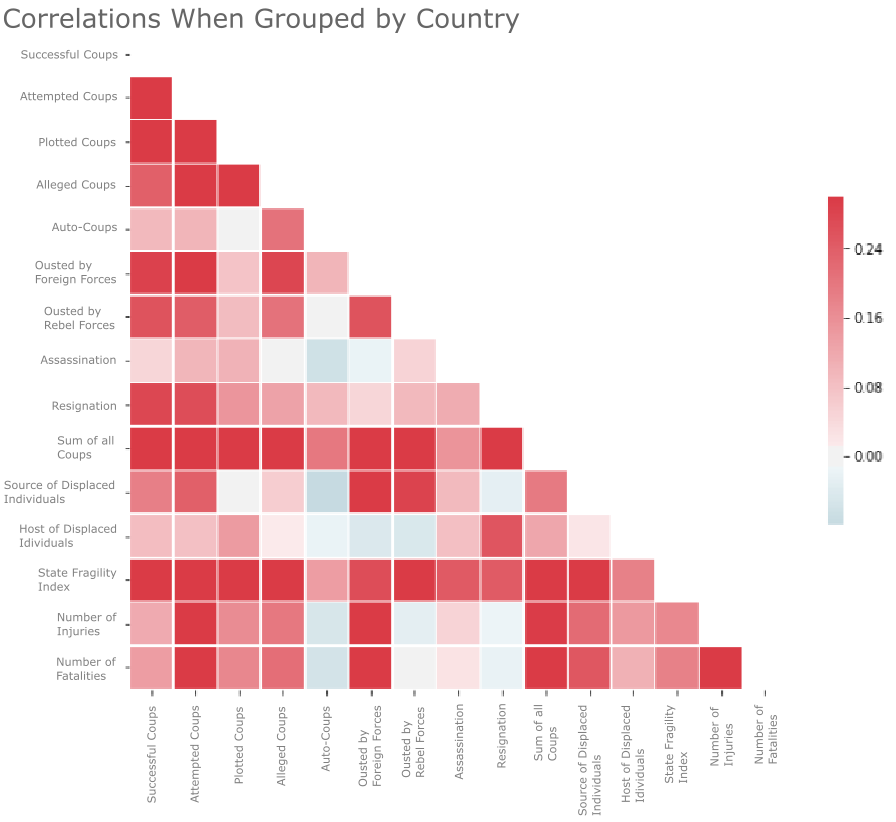 Correlations When Grouped by Country
Successful Coups
Attempted Coups
Plotted Coups
Alleged Coups
Auto-Coups
Ousted by
Foreign Forces
Ousted by
Rebel Forces
Assassination
Resignation
Sum of all
Coups
Source of Displaced
Individuals
Host of Displaced
Idividuals
State Fragility
Index
Number of
Injuries
Number of
Fatalities
0.24
0.16
0.08
0.00
Successful Coups
Attempted Coups
Plotted Coups
Alleged Coups
Auto-Coups
Ousted by
Foreign Forces
Ousted by
Rebel Forces
Assassination
Resignation
Sum of all
Coups
Source of Displaced
Individuals
Host of Displaced
Idividuals
State Fragility
Index
Number of
Injuries
Number of
Fatalities